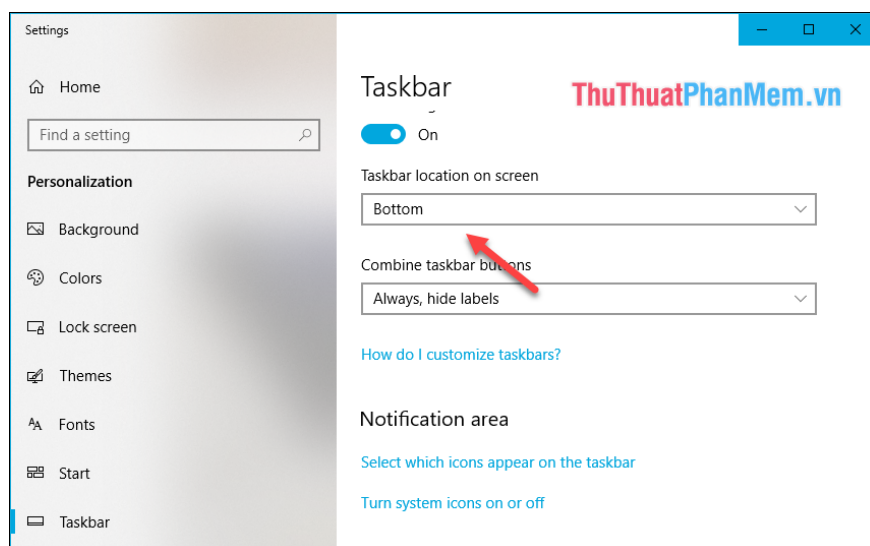 Settings
Home
Find a setting
Personalization
Background
Colors
Lock screen
Themes
Fonts
Start
Taskbar
Taskbar
ThuThuatPhanMem.vn
On
Taskbar location on screen
Bottom
Combine taskbar buttons
Always, hide labels
How do I customize taskbars?
Notification area
Select which icons appear on the taskbar
Turn system icons on or off